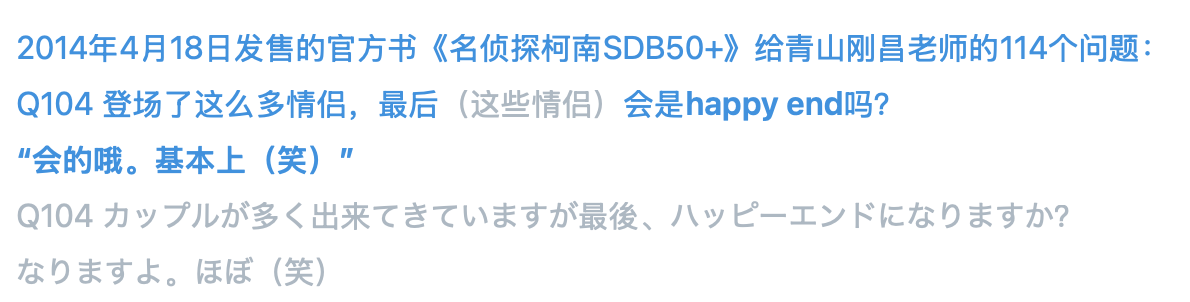 2014年4月18日发售的官方书《名侦探柯南SDB50+》给青山刚昌老师的114个问题：
Q104 登场了这么多情侣，最后（这些情侣）会是happy end吗?
“会的哦。基本上（笑）”
Q104 カップルが多く出来てきていますが最後、ハッピーエンドになりますか?
なりますよ。ほぼ（笑）